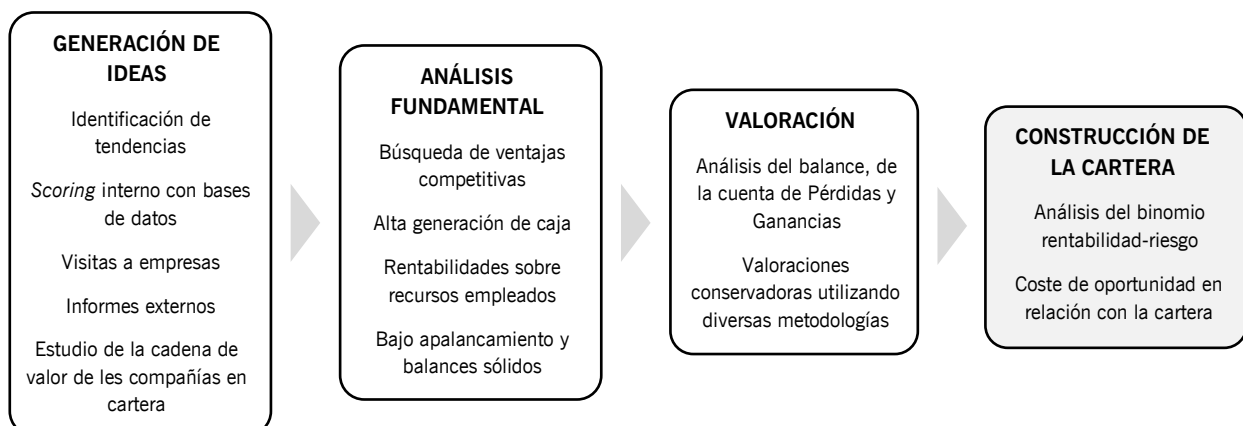 GENERACIÓN DE
IDEAS
Identificación de
tendencias
Scoring interno con bases
de datos
Visitas a empresas
Informes externos
Estudio de la cadena de
valor de les compañías en
cartera
ANÁLISIS
FUNDAMENTAL
Búsqueda de ventajas
competitivas
Alta generación de caja
Rentabilidades sobre
recursos empleados
Bajo apalancamiento y
balances sólidos
VALORACIÓN
Análisis del balance, de
la cuenta de Pérdidas y
Ganancias
Valoraciones
conservadoras utilizando
diversas metodologías
CONSTRUCCIÓN DE
LA CARTERA
Análisis del binomio
rentabilidad-riesgo
Coste de oportunidad en
relación con la cartera